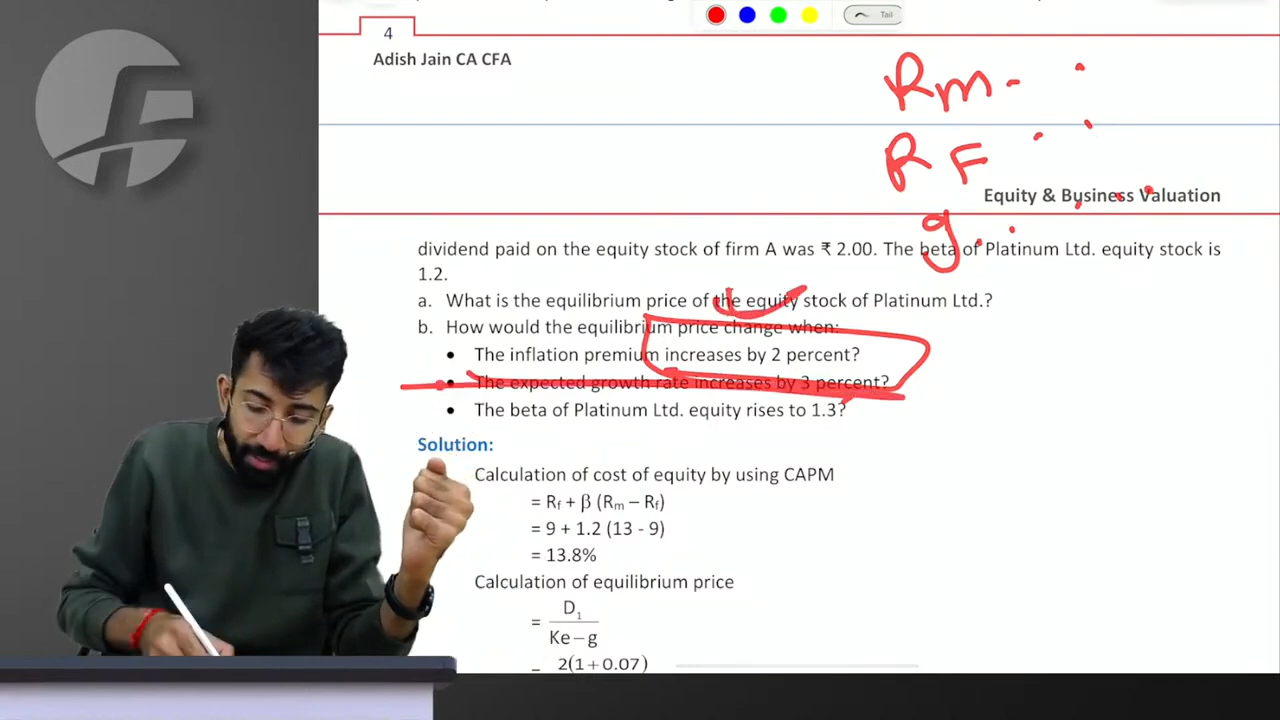 Tail
4
Adish Jain CA CFA
Rm
RF
Equity & Business Valuation
g
dividend paid on the equity stock of firm A was ₹ 2.00. The beta of Platinum Ltd. equity stock is
1.2.
a. What is the equilibrium price of the equity stock of Platinum Ltd.?
b. How would the equilibrium price change when:
• The inflation premium increases by 2 percent?
• The expected growth rate increases by 3 percent?
• The beta of Platinum Ltd. equity rises to 1.3?
Solution:
Calculation of cost of equity by using CAPM
= Rf + β (Rm – Rf)
= 9 + 1.2 (13 - 9)
= 13.8%
Calculation of equilibrium price
= D1
Ke – g
= 2(1+0.07)